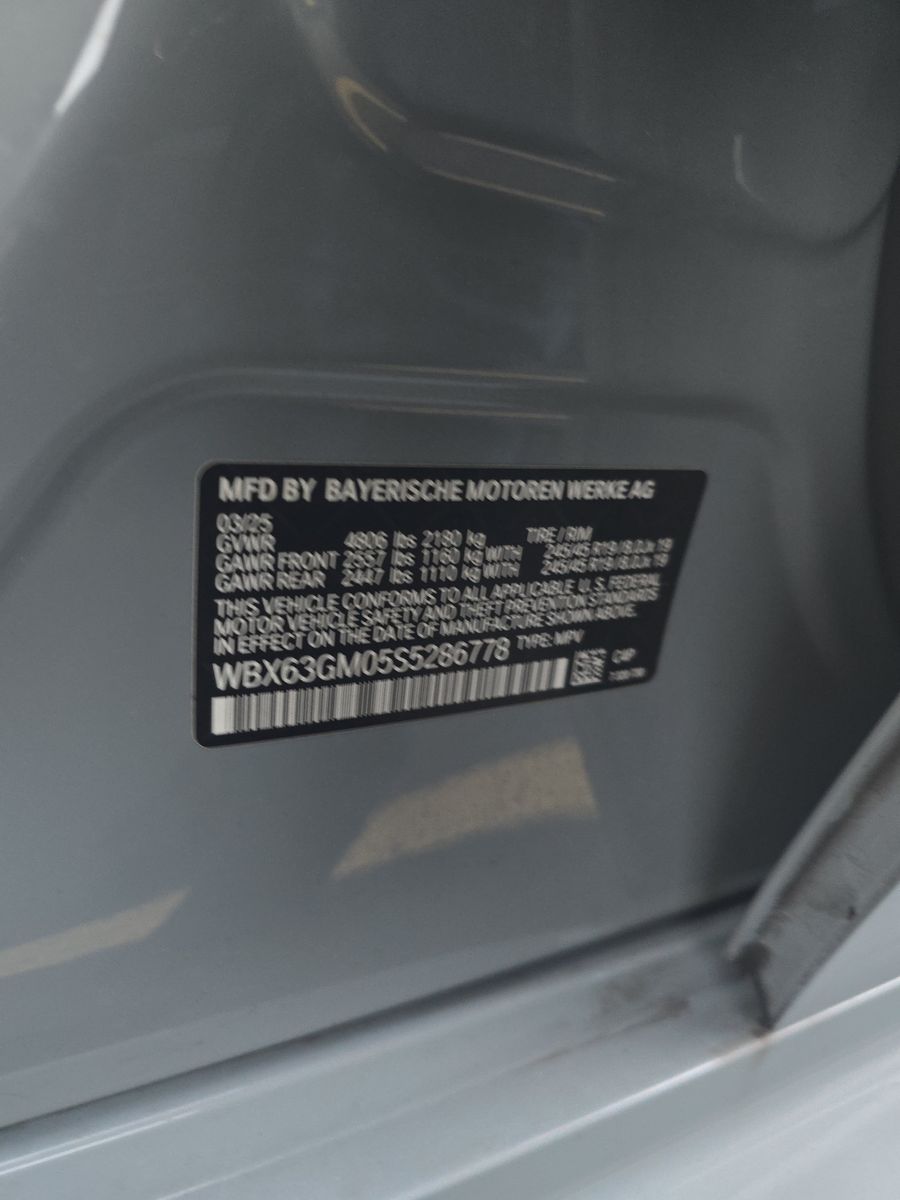 MFD BY BAYERISCHE MOTOREN WERKE AG
03/25
GVWR 4806 lbs 2180 kg TIRE / RIM
GAWR FRONT 2557 lbs 1160 kg WITH 245/45 R19 / 8.0Jx 19
GAWR REAR 2447 lbs 1110 kg WITH 245/45 R19 / 8.0Jx 19
THIS VEHICLE CONFORMS TO ALL APPLICABLE U. S. FEDERAL
MOTOR VEHICLE SAFETY AND THEFT PREVENTION STANDARDS
IN EFFECT ON THE DATE OF MANUFACTURE SHOWN ABOVE.
WBX63GM05S5286778 TYPE: MPV
C4P